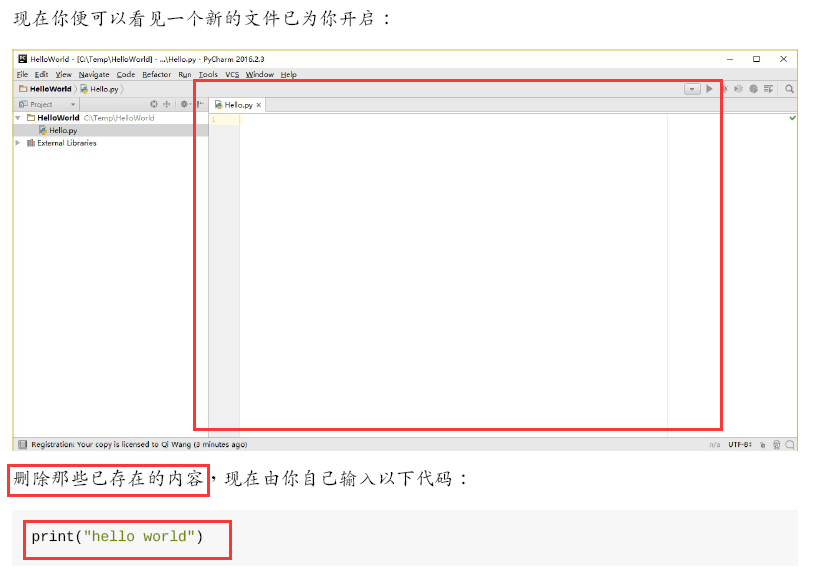 现在你便可以看见一个新的文件已为你开启：
HelloWorld - [C:\Temp\HelloWorld] - ...\Hello.py - PyCharm 2016.2.3
File Edit View Navigate Code Refactor Run Tools VCS Window Help
HelloWorld Hello.py
Project
Hello.py
HelloWorld C:\Temp\HelloWorld
1
Hello.py
External Libraries
Registration: Your copy is licensed to Qi Wang (3 minutes ago)
n/a UTF-8
删除那些已存在的内容，现在由你自己输入以下代码：
print("hello world")